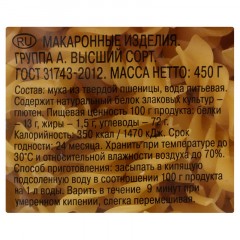 RU МАКАРОННЫЕ ИЗДЕЛИЯ.
ГРУППА А. ВЫСШИЙ СОРТ.
ГОСТ 31743-2012. МАССА НЕТТО: 450 Г
Состав: мука из твердой пшеницы, вода питьевая.
Содержит натуральный белок злаковых культур –
глютен. Пищевая ценность 100 г продукта: белки
– 13 г, жиры – 1,5 г, углеводы – 72 г.
Калорийность: 350 ккал / 1470 кДж. Срок
годности: 24 месяца. Хранить при температуре до
30°С и относительной влажности воздуха до 70%.
Способ приготовления: засыпать в кипящую
подсоленную воду в соотношении 100 г продукта
на 1 л воды. Варить в течение 9 минут при
умеренном кипении, слегка перемешивая.